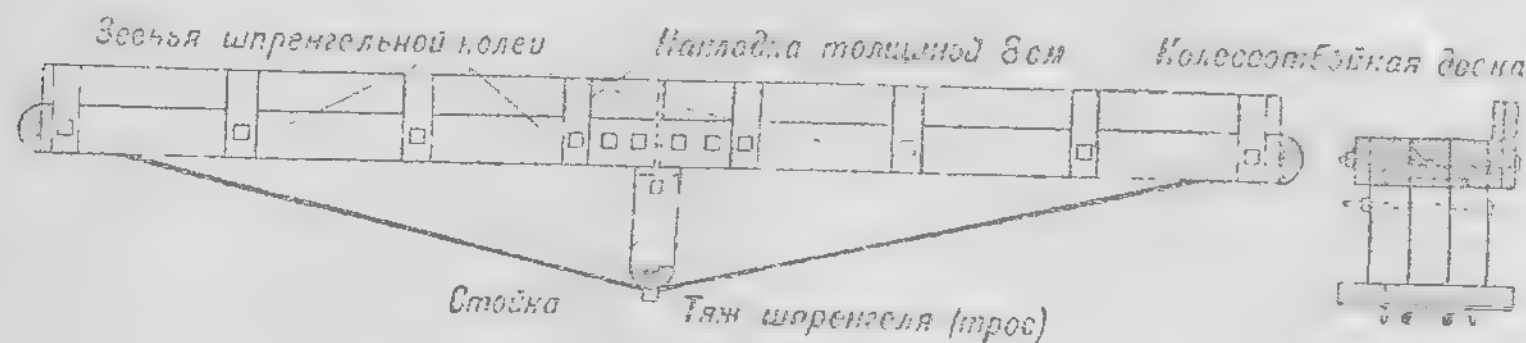 Звенья шпренгельной колеи
Накладка толщиной 8 см
Колесоотбойная доска
Стойка
Тяж шпренгеля (трос)